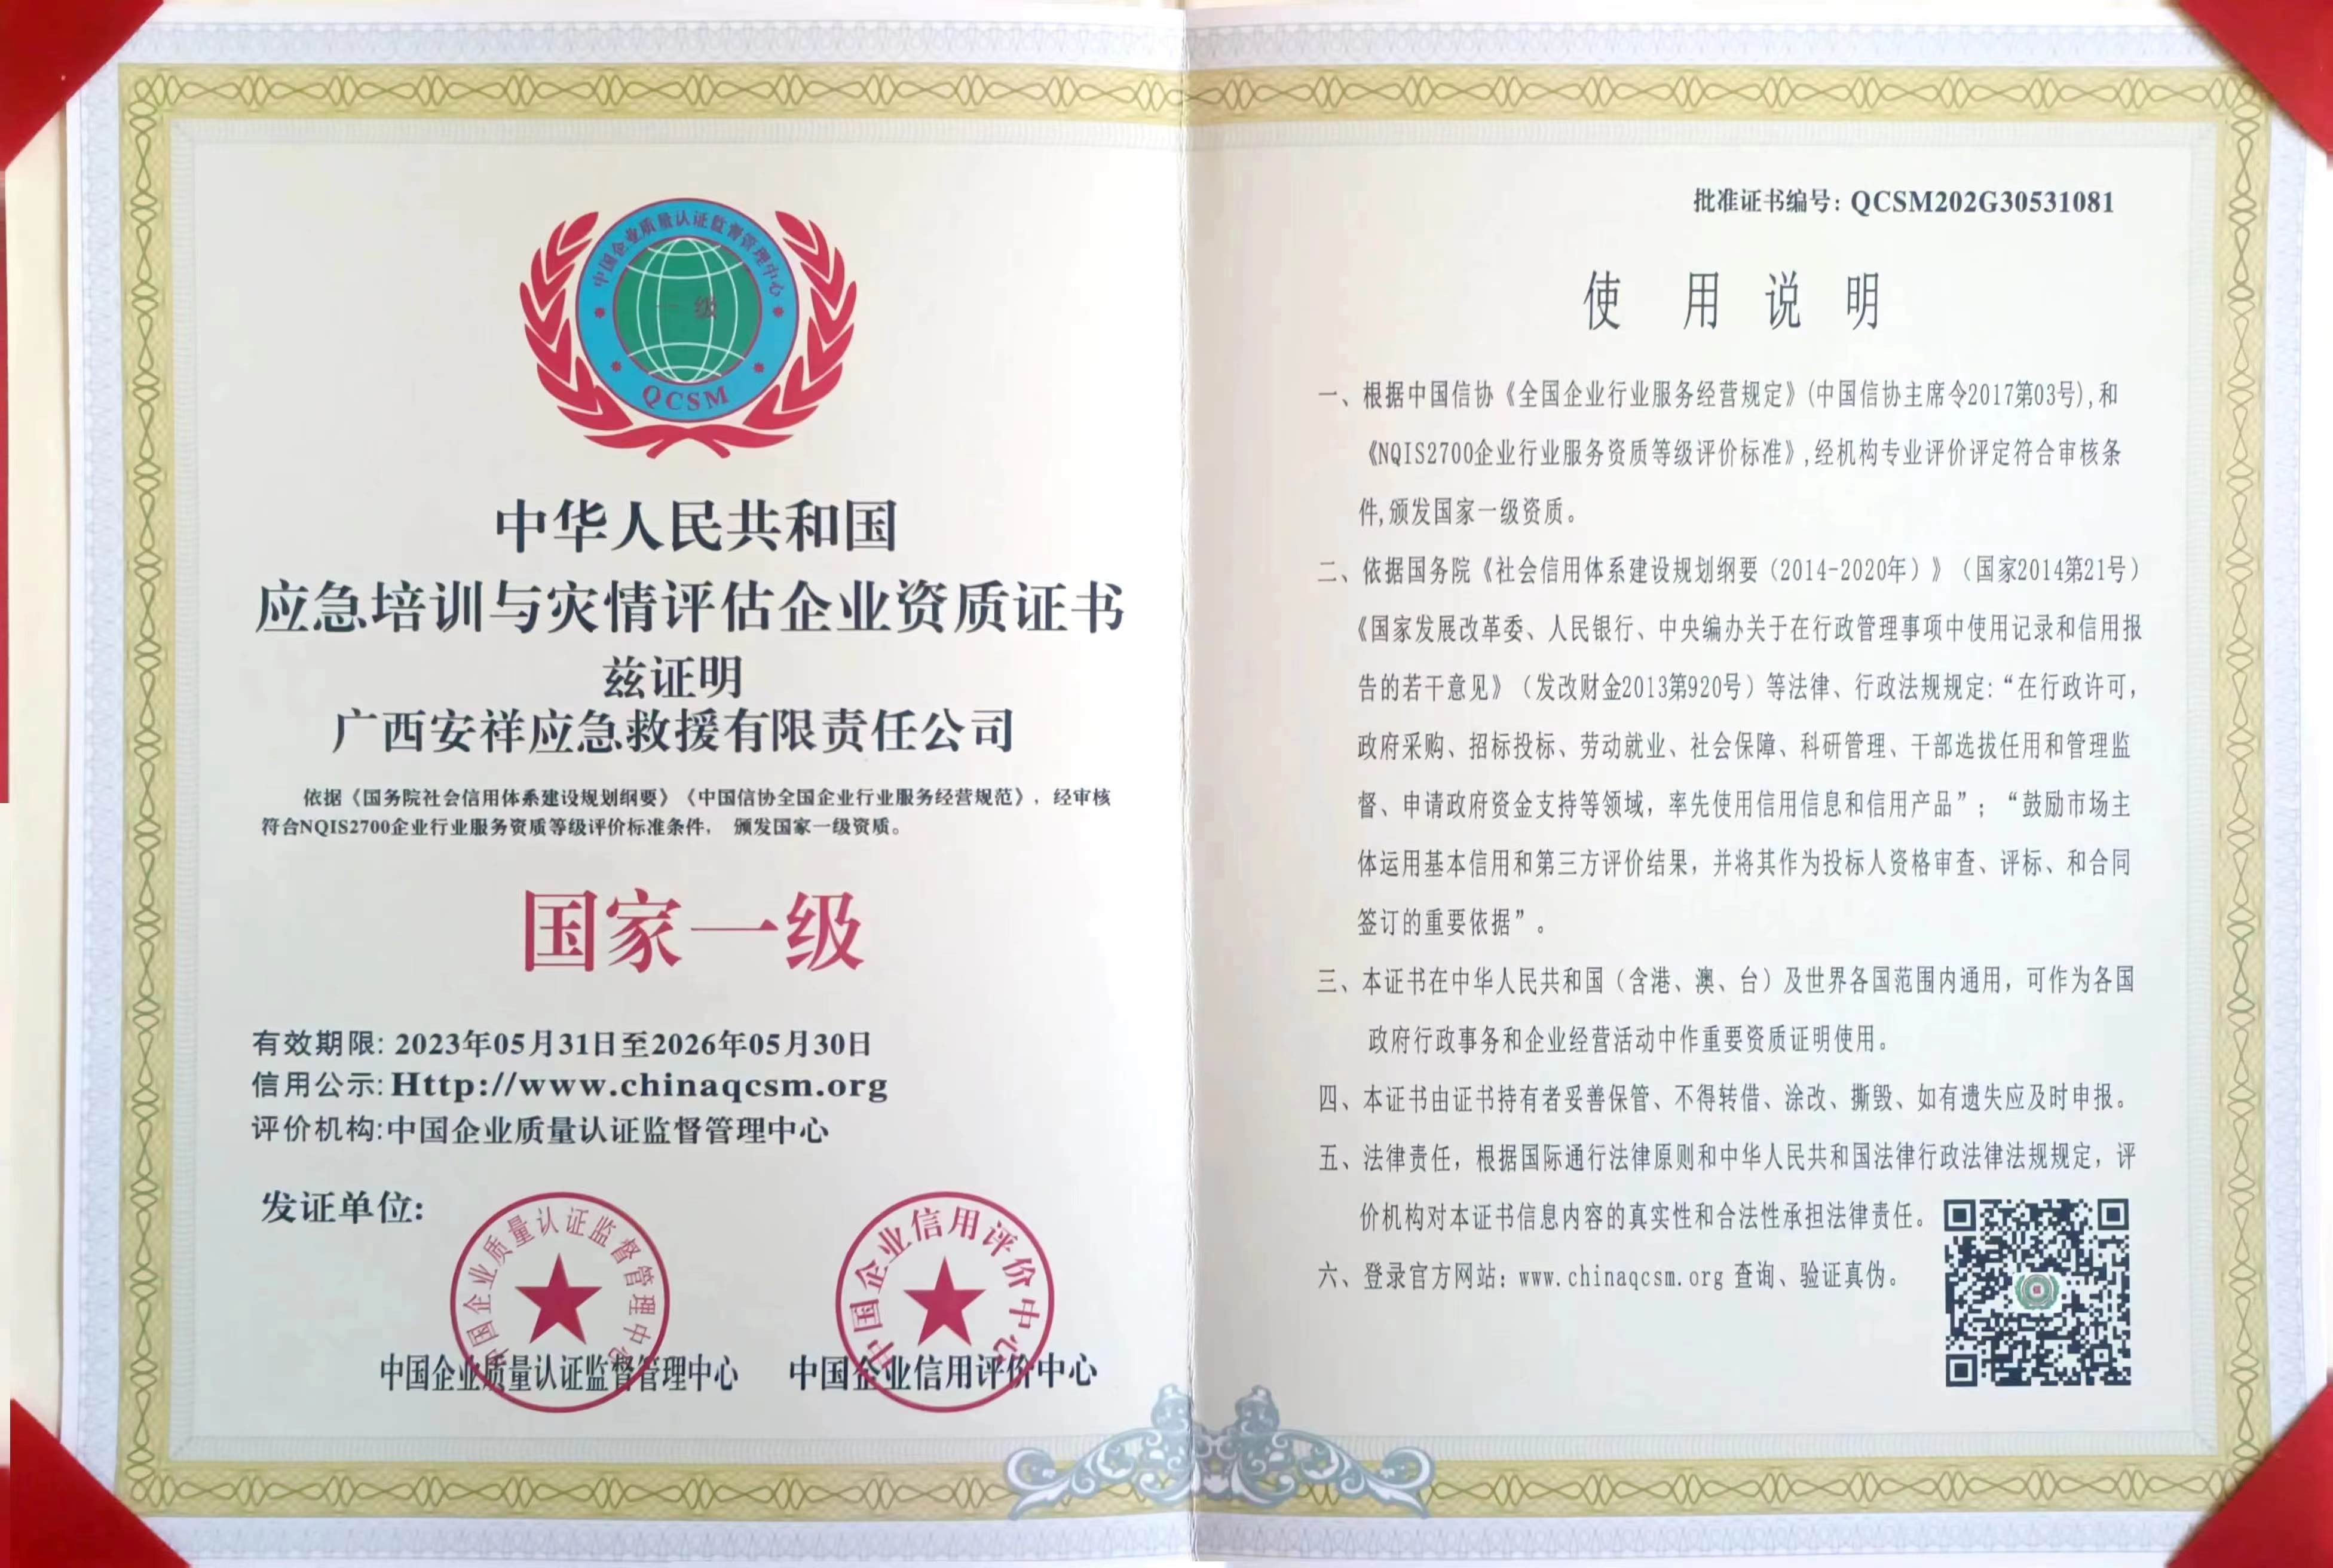 中国企业质量认证监督管理中心
一级
QCSM
中华人民共和国
应急培训与灾情评估企业资质证书
兹证明
广西安祥应急救援有限责任公司
依据《国务院社会信用体系建设规划纲要》《中国信协全国企业行业服务经营规范》，经审核
符合NQIS2700企业行业服务资质等级评价标准条件， 颁发国家一级资质。
国家一级
有效期限: 2023年05月31日至2026年05月30日
信用公示: Http://www.chinaqcsm.org
评价机构:中国企业质量认证监督管理中心
发证单位:
中国企业质量认证监督管理中心
中国企业信用评价中心
中国企业质量认证监督管理中心
中国企业信用评价中心
批准证书编号: QCSM202G30531081
使 用 说 明
一、根据中国信协《全国企业行业服务经营规定》(中国信协主席令2017第03号),和
《NQIS2700企业行业服务资质等级评价标准》,经机构专业评价评定符合审核条
件,颁发国家一级资质。
二、依据国务院《社会信用体系建设规划纲要（2014-2020年）》（国家2014第21号）
《国家发展改革委、人民银行、中央编办关于在行政管理事项中使用记录和信用报
告的若干意见》（发改财金2013第920号）等法律、行政法规规定:“在行政许可，
政府采购、招标投标、劳动就业、社会保障、科研管理、干部选拔任用和管理监
督、申请政府资金支持等领域，率先使用信用信息和信用产品”；“鼓励市场主
体运用基本信用和第三方评价结果，并将其作为投标人资格审查、评标、和合同
签订的重要依据”。
三、本证书在中华人民共和国（含港、澳、台）及世界各国范围内通用，可作为各国
政府行政事务和企业经营活动中作重要资质证明使用。
四、本证书由证书持有者妥善保管、不得转借、涂改、撕毁、如有遗失应及时申报。
五、法律责任，根据国际通行法律原则和中华人民共和国法律行政法律法规规定，评
价机构对本证书信息内容的真实性和合法性承担法律责任。
六、登录官方网站: www.chinaqcsm.org 查询、验证真伪。